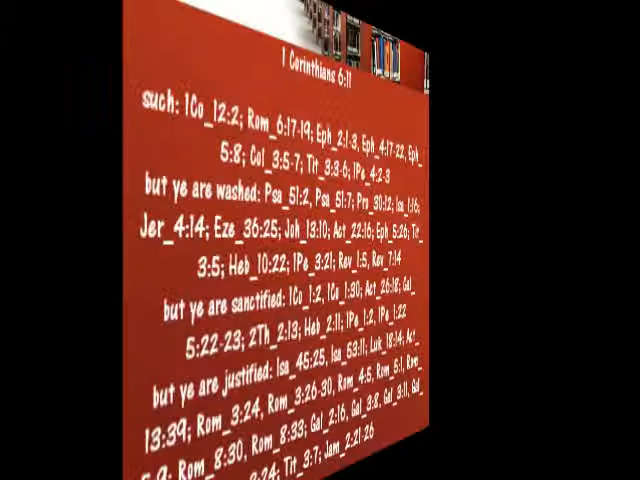 1 Corinthians 6:11
such: 1Co_12:2; Rom_6:17-19; Eph_2:1-3, Eph_4:17-22, Eph_
5:8; Col_3:5-7; Tit_3:3-6; 1Pe_4:2-3
but ye are washed: Psa_51:2, Psa_51:7; Pro_30:12; Isa_1:16;
Jer_4:14; Eze_36:25; Joh_13:10; Act_22:16; Eph_5:26; Tit_
3:5; Heb_10:22; 1Pe_3:21; Rev_1:5, Rev_7:14
but ye are sanctified: 1Co_1:2, 1Co_1:30; Act_26:18; Gal_
5:22-23; 2Th_2:13; Heb_2:11; 1Pe_1:2, 1Pe_1:22
but ye are justified: Isa_45:25, Isa_53:11; Luk_18:14; Act_
13:39; Rom_3:24, Rom_3:26-30, Rom_4:5, Rom_5:1, Rom_
5:9; Rom_8:30, Rom_8:33; Gal_2:16, Gal_3:8, Gal_3:11, Gal_
3:24; Tit_3:7; Jam_2:21-26